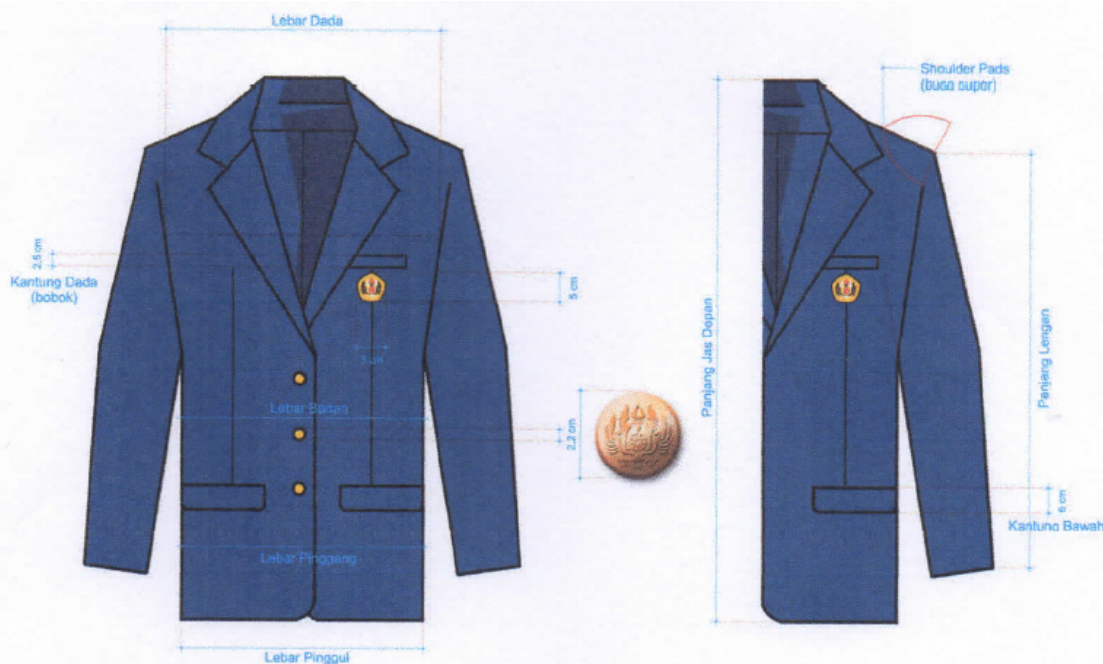 Lebar Dada
Shoulder Pads
(busa super)
2,5 cm
Kantung Dada
(bobok)
5 cm
5 cm
Panjang Jas Depan
Panjang Lengan
Lebar Badan
2,2 cm
6 cm
Kantung Bawah
Lebar Pinggang
Lebar Pinggul